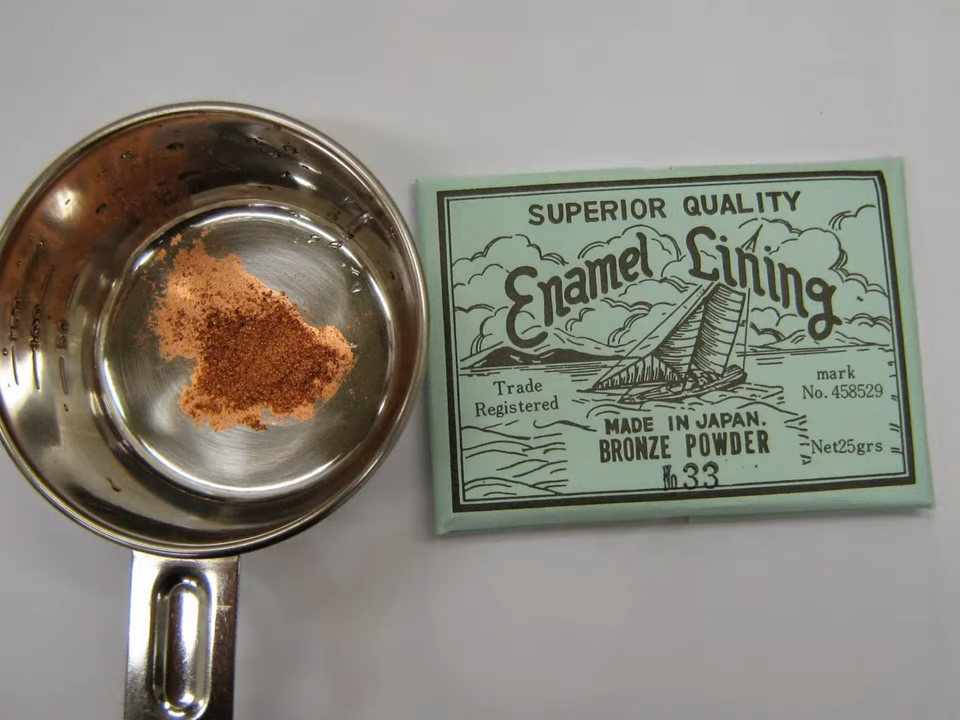 SUPERIOR QUALITY
Enamel Lining
Trade
Registered
mark
No. 458529
MADE IN JAPAN.
BRONZE POWDER
Net25grs
No.33